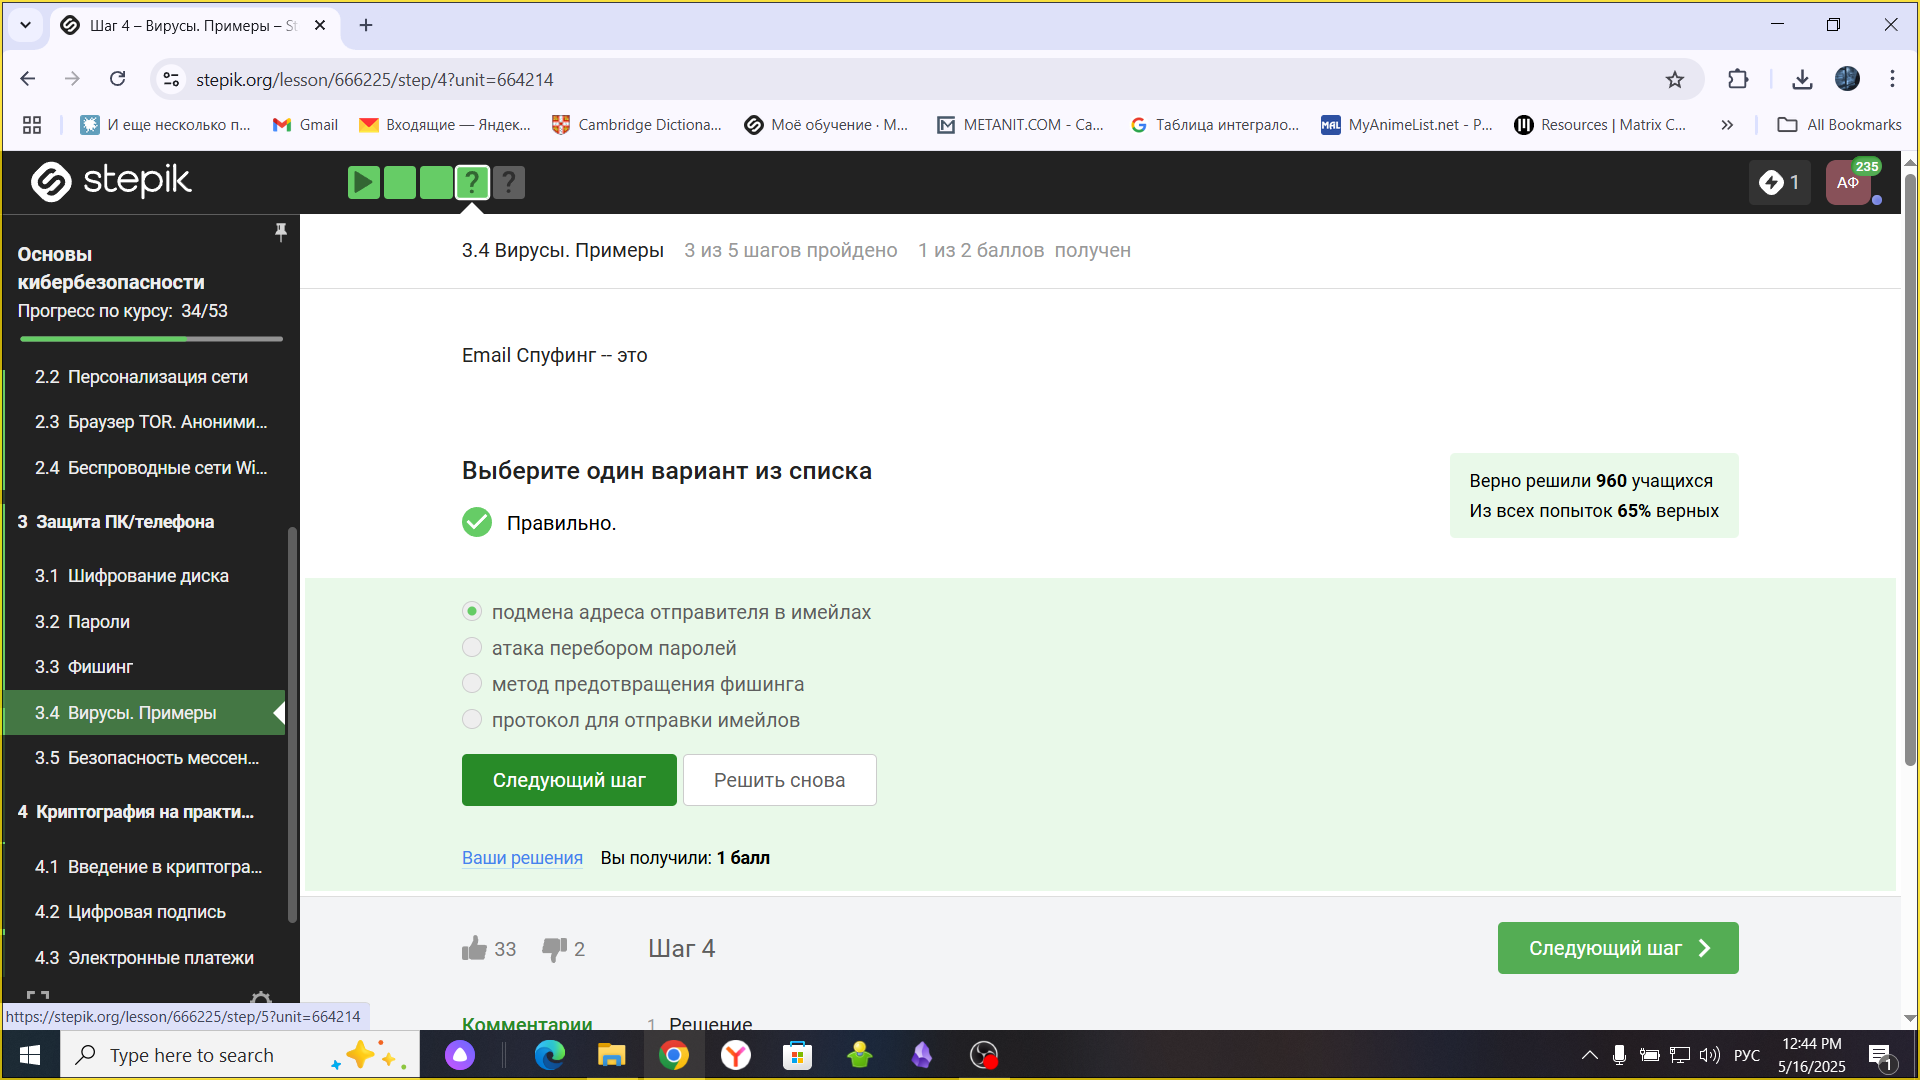 Шаг 4 – Вирусы. Примеры – St
stepik.org/lesson/666225/step/4?unit=664214
И еще несколько п...
Gmail
Входящие — Яндек...
Cambridge Dictiona...
Моё обучение · М...
METANIT.COM - Са...
Таблица интеграло...
MAL
MyAnimeList.net - P...
Resources | Matrix C...
All Bookmarks
stepik
?
?
1
АФ
235
Основы
кибербезопасности
Прогресс по курсу: 34/53
2.2 Персонализация сети
2.3 Браузер TOR. Аноними...
2.4 Беспроводные сети Wi...
3 Защита ПК/телефона
3.1 Шифрование диска
3.2 Пароли
3.3 Фишинг
3.4 Вирусы. Примеры
3.5 Безопасность мессен...
4 Криптография на практи...
4.1 Введение в криптогра...
4.2 Цифровая подпись
4.3 Электронные платежи
3.4 Вирусы. Примеры 3 из 5 шагов пройдено 1 из 2 баллов получен
Email Спуфинг -- это
Выберите один вариант из списка
Правильно.
Верно решили 960 учащихся
Из всех попыток 65% верных
подмена адреса отправителя в имейлах
атака перебором паролей
метод предотвращения фишинга
протокол для отправки имейлов
Следующий шаг
Решить снова
Ваши решения Вы получили: 1 балл
33
2
Шаг 4
Следующий шаг
Комментарии
1 Решение
https://stepik.org/lesson/666225/step/5?unit=664214
Type here to search
РУС
12:44 PM
5/16/2025
1